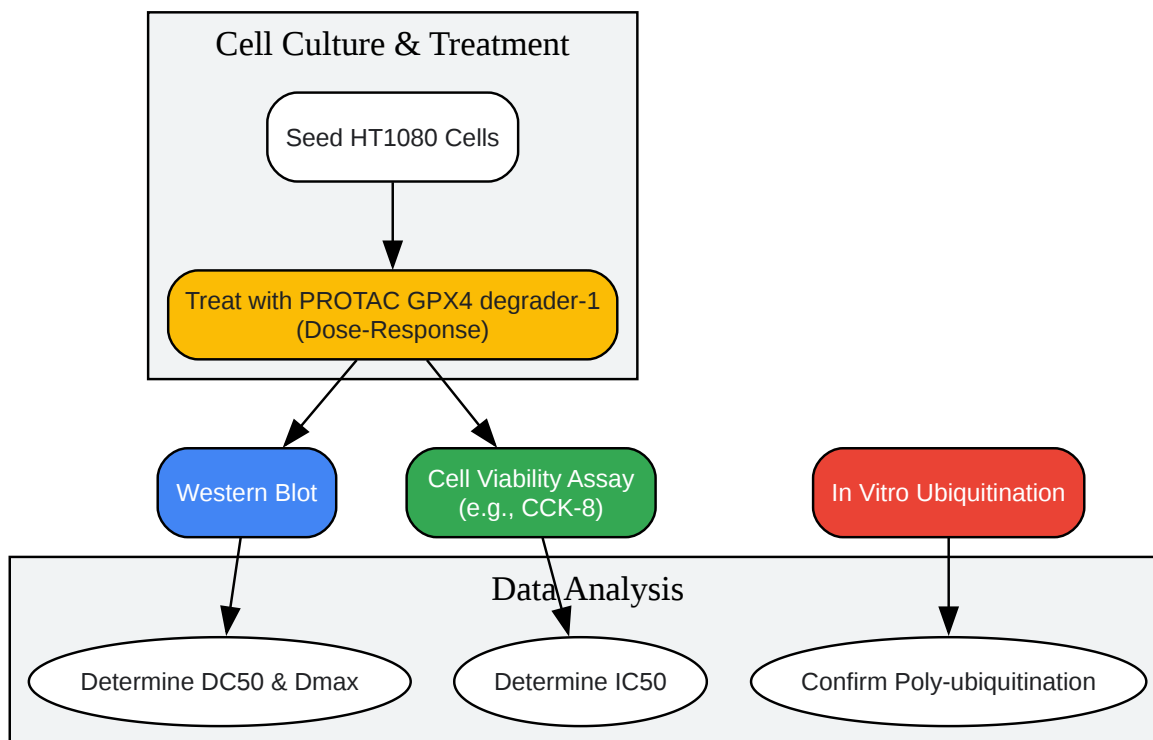 Cell Culture & Treatment
Seed HT1080 Cells
Treat with PROTAC GPX4 degrader-1
(Dose-Response)
Western Blot
Cell Viability Assay
(e.g., CCK-8)
In Vitro Ubiquitination
Data Analysis
Determine DC50 & Dmax
Determine IC50
Confirm Poly-ubiquitination